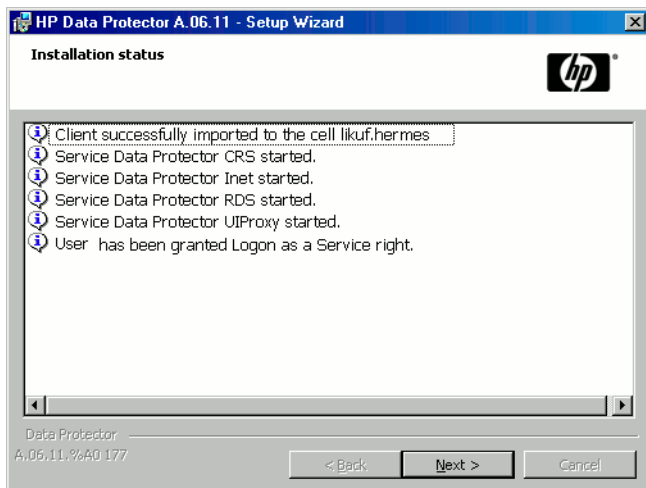 HP Data Protector A.06.11 - Setup Wizard
Installation status
hp
Client successfully imported to the cell likuf.hermes
Service Data Protector CRS started.
Service Data Protector Inet started.
Service Data Protector RDS started.
Service Data Protector UIProxy started.
User has been granted Logon as a Service right.
Data Protector
A.06.11.%A0 177
< Back
Next >
Cancel